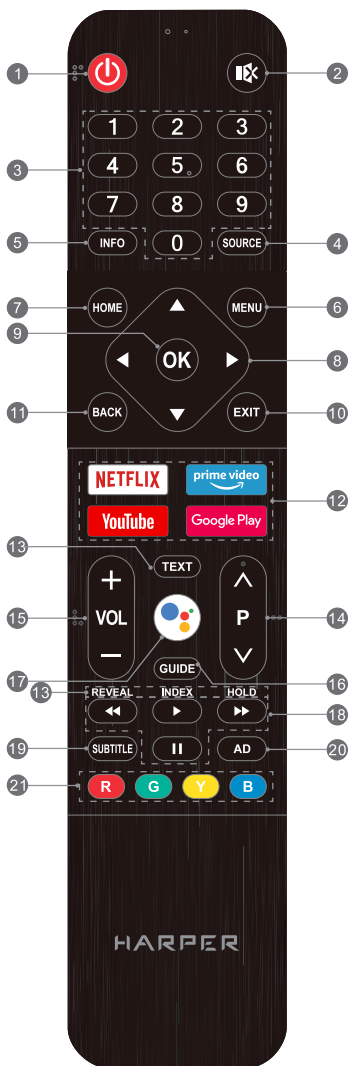 1
2
1 2 3
3
4 5 6
7 8 9
5
INFO 0 SOURCE
4
7
HOME
MENU
6
9
OK
8
11
BACK
EXIT
10
NETFLIX
prime video
YouTube
Google Play
12
13
TEXT
15
VOL
P
14
17
GUIDE
16
13
REVEAL INDEX HOLD
18
19
SUBTITLE
AD
20
21
R G Y B
HARPER